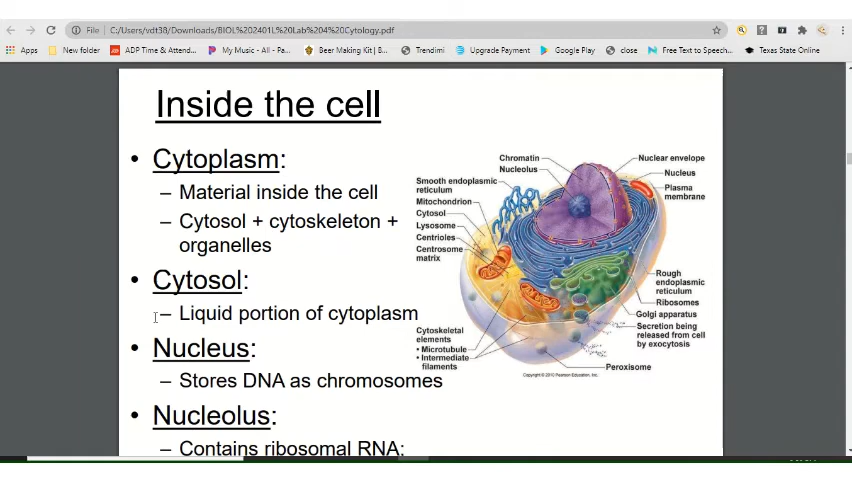 File
C:/Users/vdt38/Downloads/BIOL%202401L%20Lab%204%20Cytology.pdf
Apps
New folder
ADP Time & Attend...
My Music - All - Pa...
Beer Making Kit | B...
Trendimi
Upgrade Payment
Google Play
close
Free Text to Speech...
Texas State Online
Inside the cell
• Cytoplasm:
– Material inside the cell
– Cytosol + cytoskeleton +
organelles
• Cytosol:
– Liquid portion of cytoplasm
• Nucleus:
– Stores DNA as chromosomes
• Nucleolus:
– Contains ribosomal RNA:
Chromatin
Nucleolus
Smooth endoplasmic
reticulum
Mitochondrion
Cytosol
Lysosome
Centrioles
Centrosome
matrix
Cytoskeletal
elements
• Microtubule
• Intermediate
filaments
Nuclear envelope
Nucleus
Plasma
membrane
Rough
endoplasmic
reticulum
Ribosomes
Golgi apparatus
Secretion being
released from cell
by exocytosis
Peroxisome
Copyright © 2010 Pearson Education, Inc.